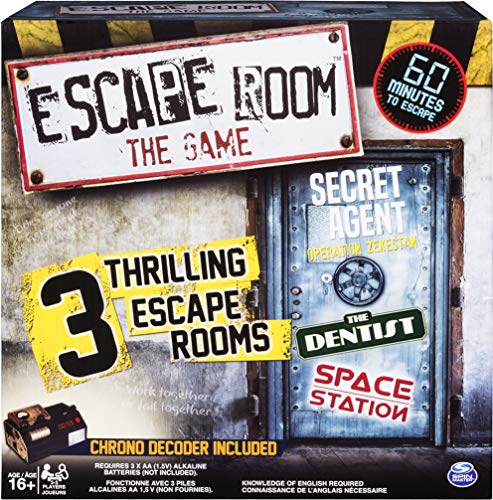 ESCAPE ROOM™
THE GAME
60
MINUTES
TO ESCAPE
SECRET
AGENT
OPERATION ZEKESTAN
3 THRILLING
ESCAPE
ROOMS
THE
DENTIST
SPACE
STATION
Work together
fail together
CHRONO DECODER INCLUDED
REQUIRES 3 X AA (1.5V) ALKALINE
BATTERIES (NOT INCLUDED).
FONCTIONNE AVEC 3 PILES
ALCALINES AA 1,5 V (NON FOURNIES).
KNOWLEDGE OF ENGLISH REQUIRED
CONNAISSANCE DE L'ANGLAIS NÉCESSAIRE
AGE / ÂGE
16+
PLAYERS
JOUEURS
SPIN
MASTER